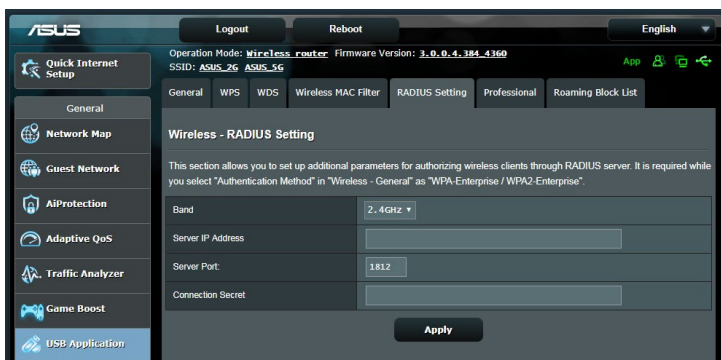 ASUS
Logout
Reboot
English
Operation Mode: Wireless router Firmware Version: 3.0.0.4.384_4360
SSID: ASUS_2G ASUS_5G
App
Quick Internet
Setup
General
Network Map
Guest Network
AiProtection
Adaptive QoS
Traffic Analyzer
Game Boost
USB Application
General
WPS
WDS
Wireless MAC Filter
RADIUS Setting
Professional
Roaming Block List
Wireless - RADIUS Setting
This section allows you to set up additional parameters for authorizing wireless clients through RADIUS server. It is required while
you select "Authentication Method" in "Wireless - General" as "WPA-Enterprise / WPA2-Enterprise".
Band
2.4GHz
Server IP Address
Server Port:
1812
Connection Secret
Apply